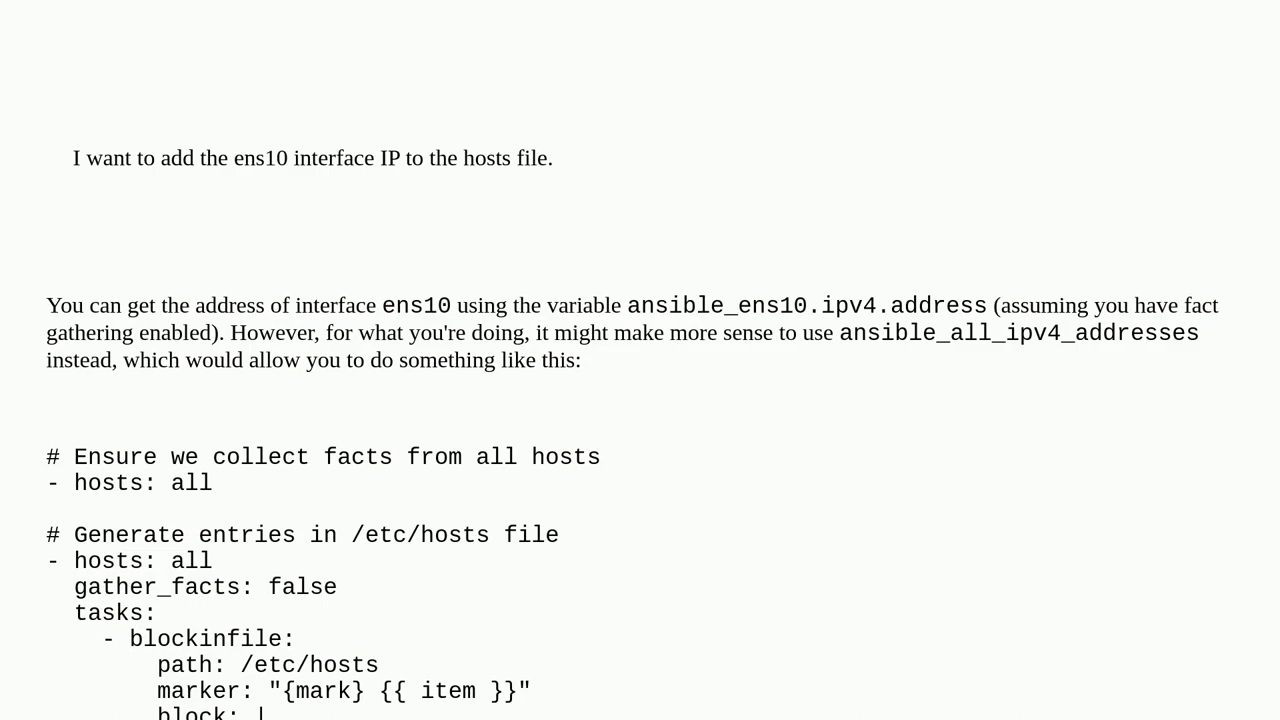 I want to add the ens10 interface IP to the hosts file.
You can get the address of interface ens10 using the variable ansible_ens10.ipv4.address (assuming you have fact
gathering enabled). However, for what you're doing, it might make more sense to use ansible_all_ipv4_addresses
instead, which would allow you to do something like this:
# Ensure we collect facts from all hosts
- hosts: all
# Generate entries in /etc/hosts file
- hosts: all
  gather_facts: false
  tasks:
    - blockinfile:
        path: /etc/hosts
        marker: "{mark} {{ item }}"
        block: |